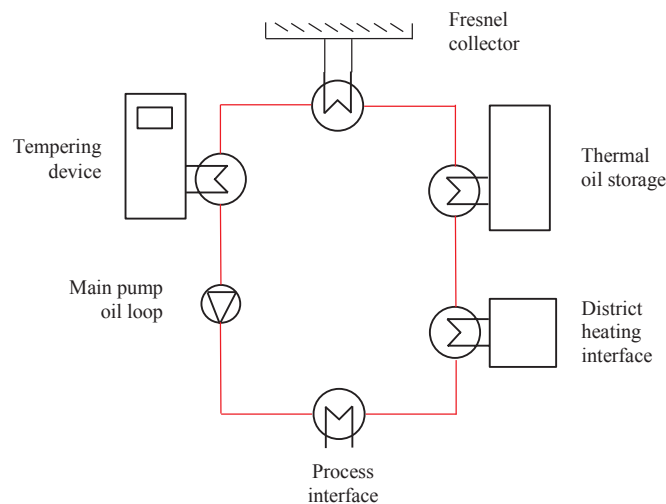 Fresnel
collector
Tempering
device
Thermal
oil storage
Main pump
oil loop
District
heating
interface
Process
interface